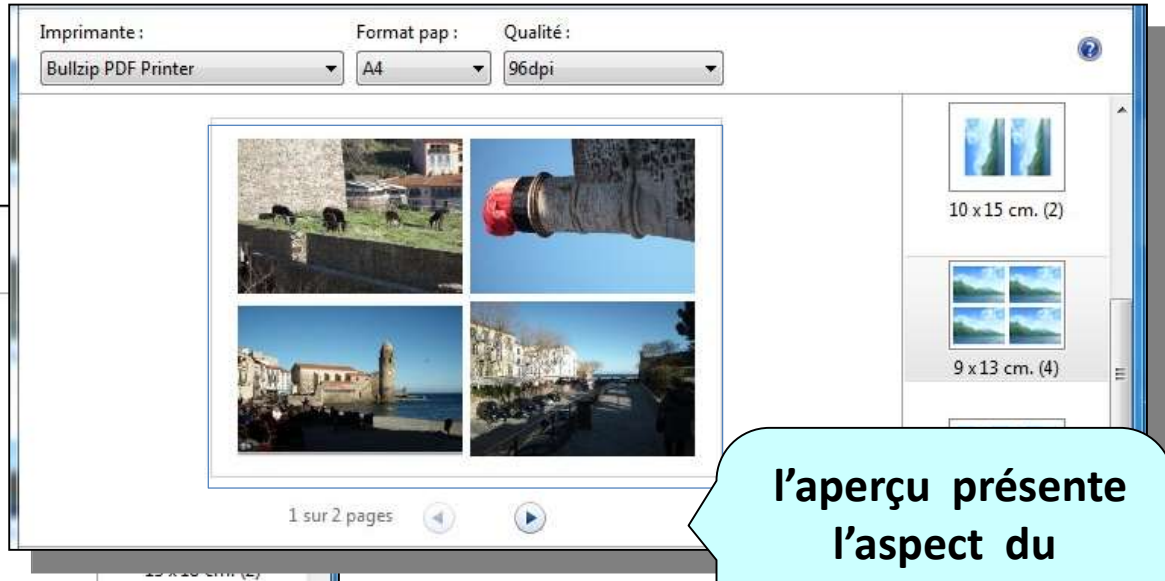 Imprimante : Format pap : Qualité :
Bullzip PDF Printer A4 96dpi
10 x 15 cm. (2)
9 x 13 cm. (4)
1 sur 2 pages
l’aperçu présente
l’aspect du